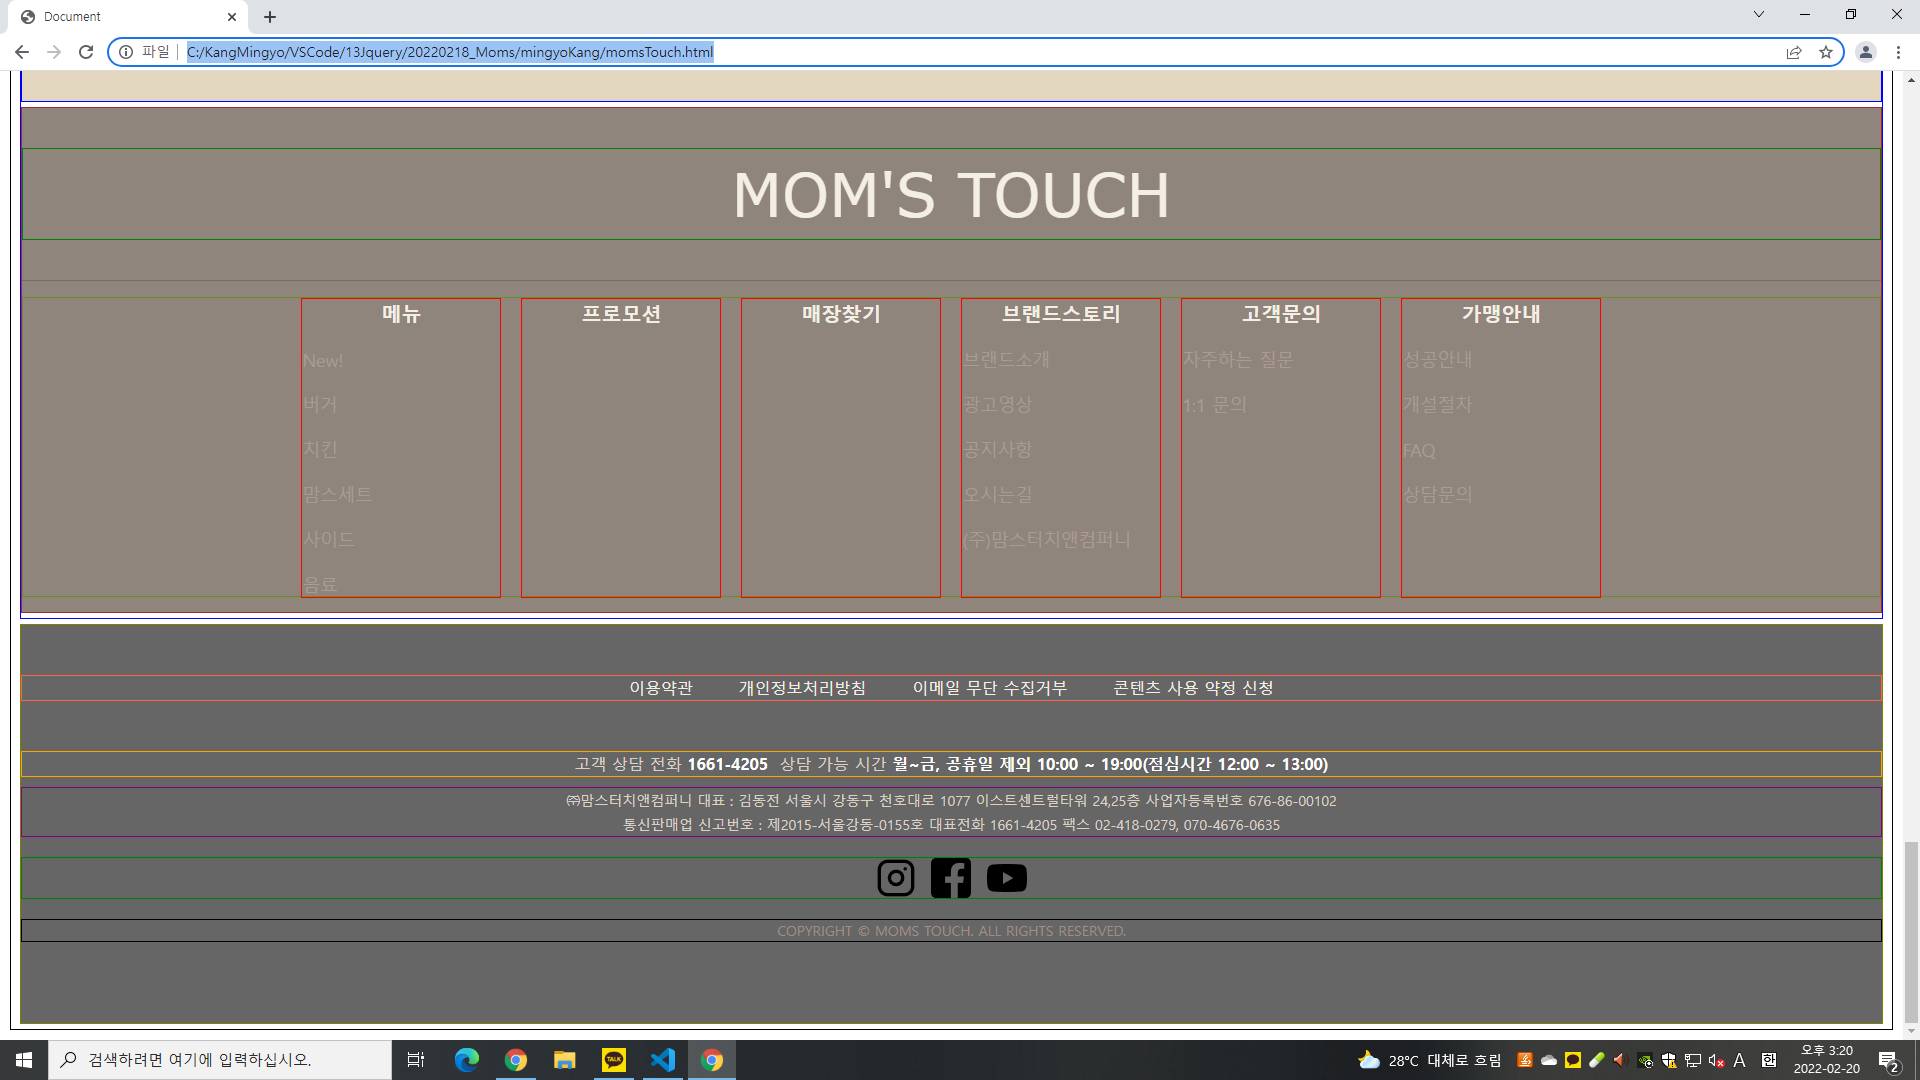 Document
파일
C:/KangMingyo/VSCode/13Jquery/20220218_Moms/mingyoKang/momsTouch.html
MOM'S TOUCH
메뉴 프로모션 매장찾기 브랜드스토리 고객문의 가맹안내
New! 브랜드소개 자주하는 질문 성공안내
버거 광고영상 1:1 문의 개설절차
치킨 공지사항 FAQ
맘스세트 오시는길 상담문의
사이드 (주)맘스터치앤컴퍼니
음료
이용약관 개인정보처리방침 이메일 무단 수집거부 콘텐츠 사용 약정 신청
고객 상담 전화 1661-4205 상담 가능 시간 월~금, 공휴일 제외 10:00 ~ 19:00(점심시간 12:00 ~ 13:00)
㈜맘스터치앤컴퍼니 대표 : 김동전 서울시 강동구 천호대로 1077 이스트센트럴타워 24,25층 사업자등록번호 676-86-00102
통신판매업 신고번호 : 제2015-서울강동-0155호 대표전화 1661-4205 팩스 02-418-0279, 070-4676-0635
COPYRIGHT © MOMS TOUCH. ALL RIGHTS RESERVED.
검색하려면 여기에 입력하십시오.
TALK
28°C 대체로 흐림
A
한
오후 3:20
2022-02-20
2